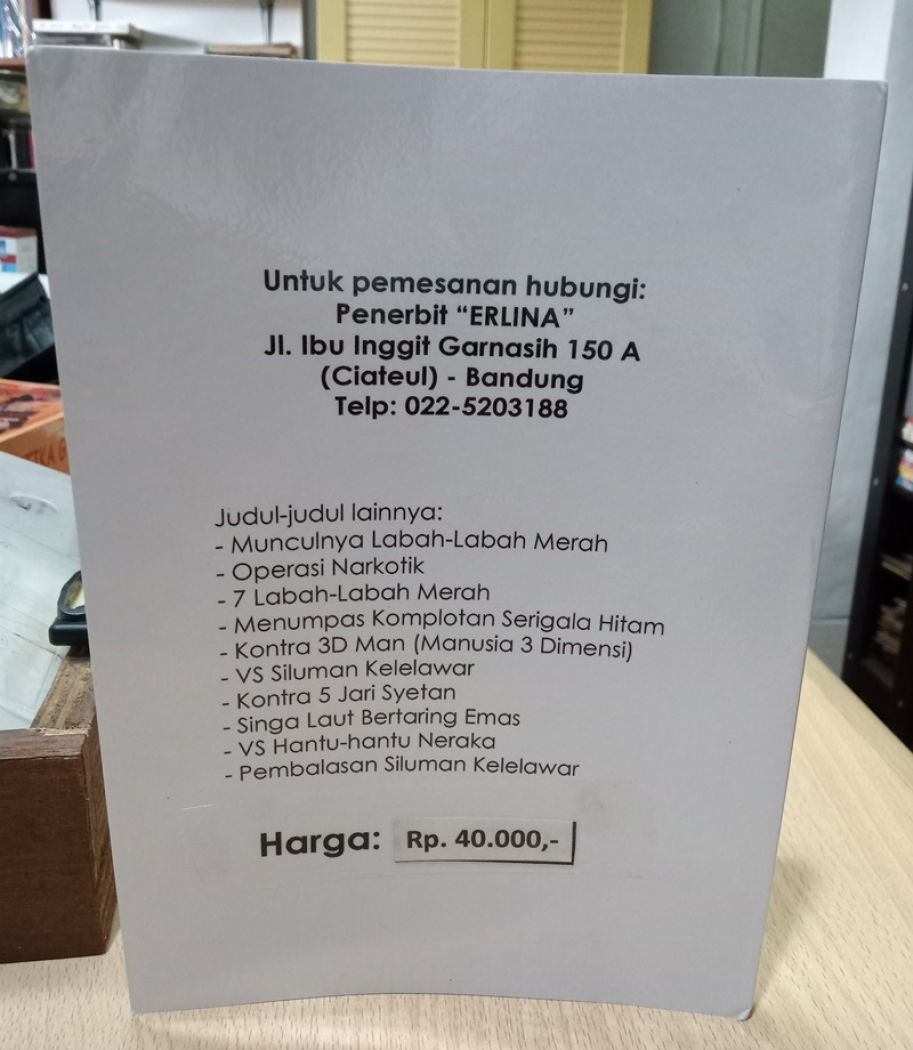 Untuk pemesanan hubungi:
Penerbit “ERLINA”
Jl. Ibu Inggit Garnasih 150 A
(Ciateul) - Bandung
Telp: 022-5203188
Judul-judul lainnya:
- Munculnya Labah-Labah Merah
- Operasi Narkotik
- 7 Labah-Labah Merah
- Menumpas Komplotan Serigala Hitam
- Kontra 3D Man (Manusia 3 Dimensi)
- VS Siluman Kelelawar
- Kontra 5 Jari Syetan
- Singa Laut Bertaring Emas
- VS Hantu-hantu Neraka
- Pembalasan Siluman Kelelawar
Harga: Rp. 40.000,-